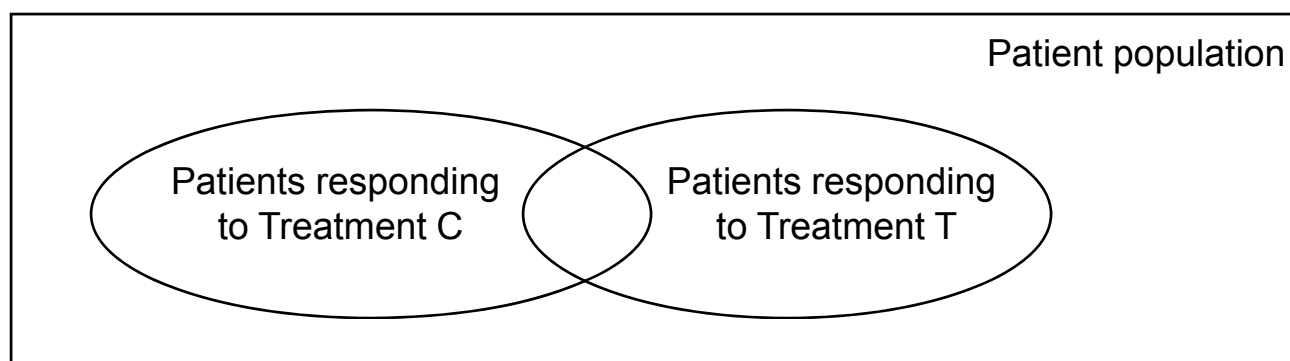 Patient population
Patients responding
to Treatment C
Patients responding
to Treatment T